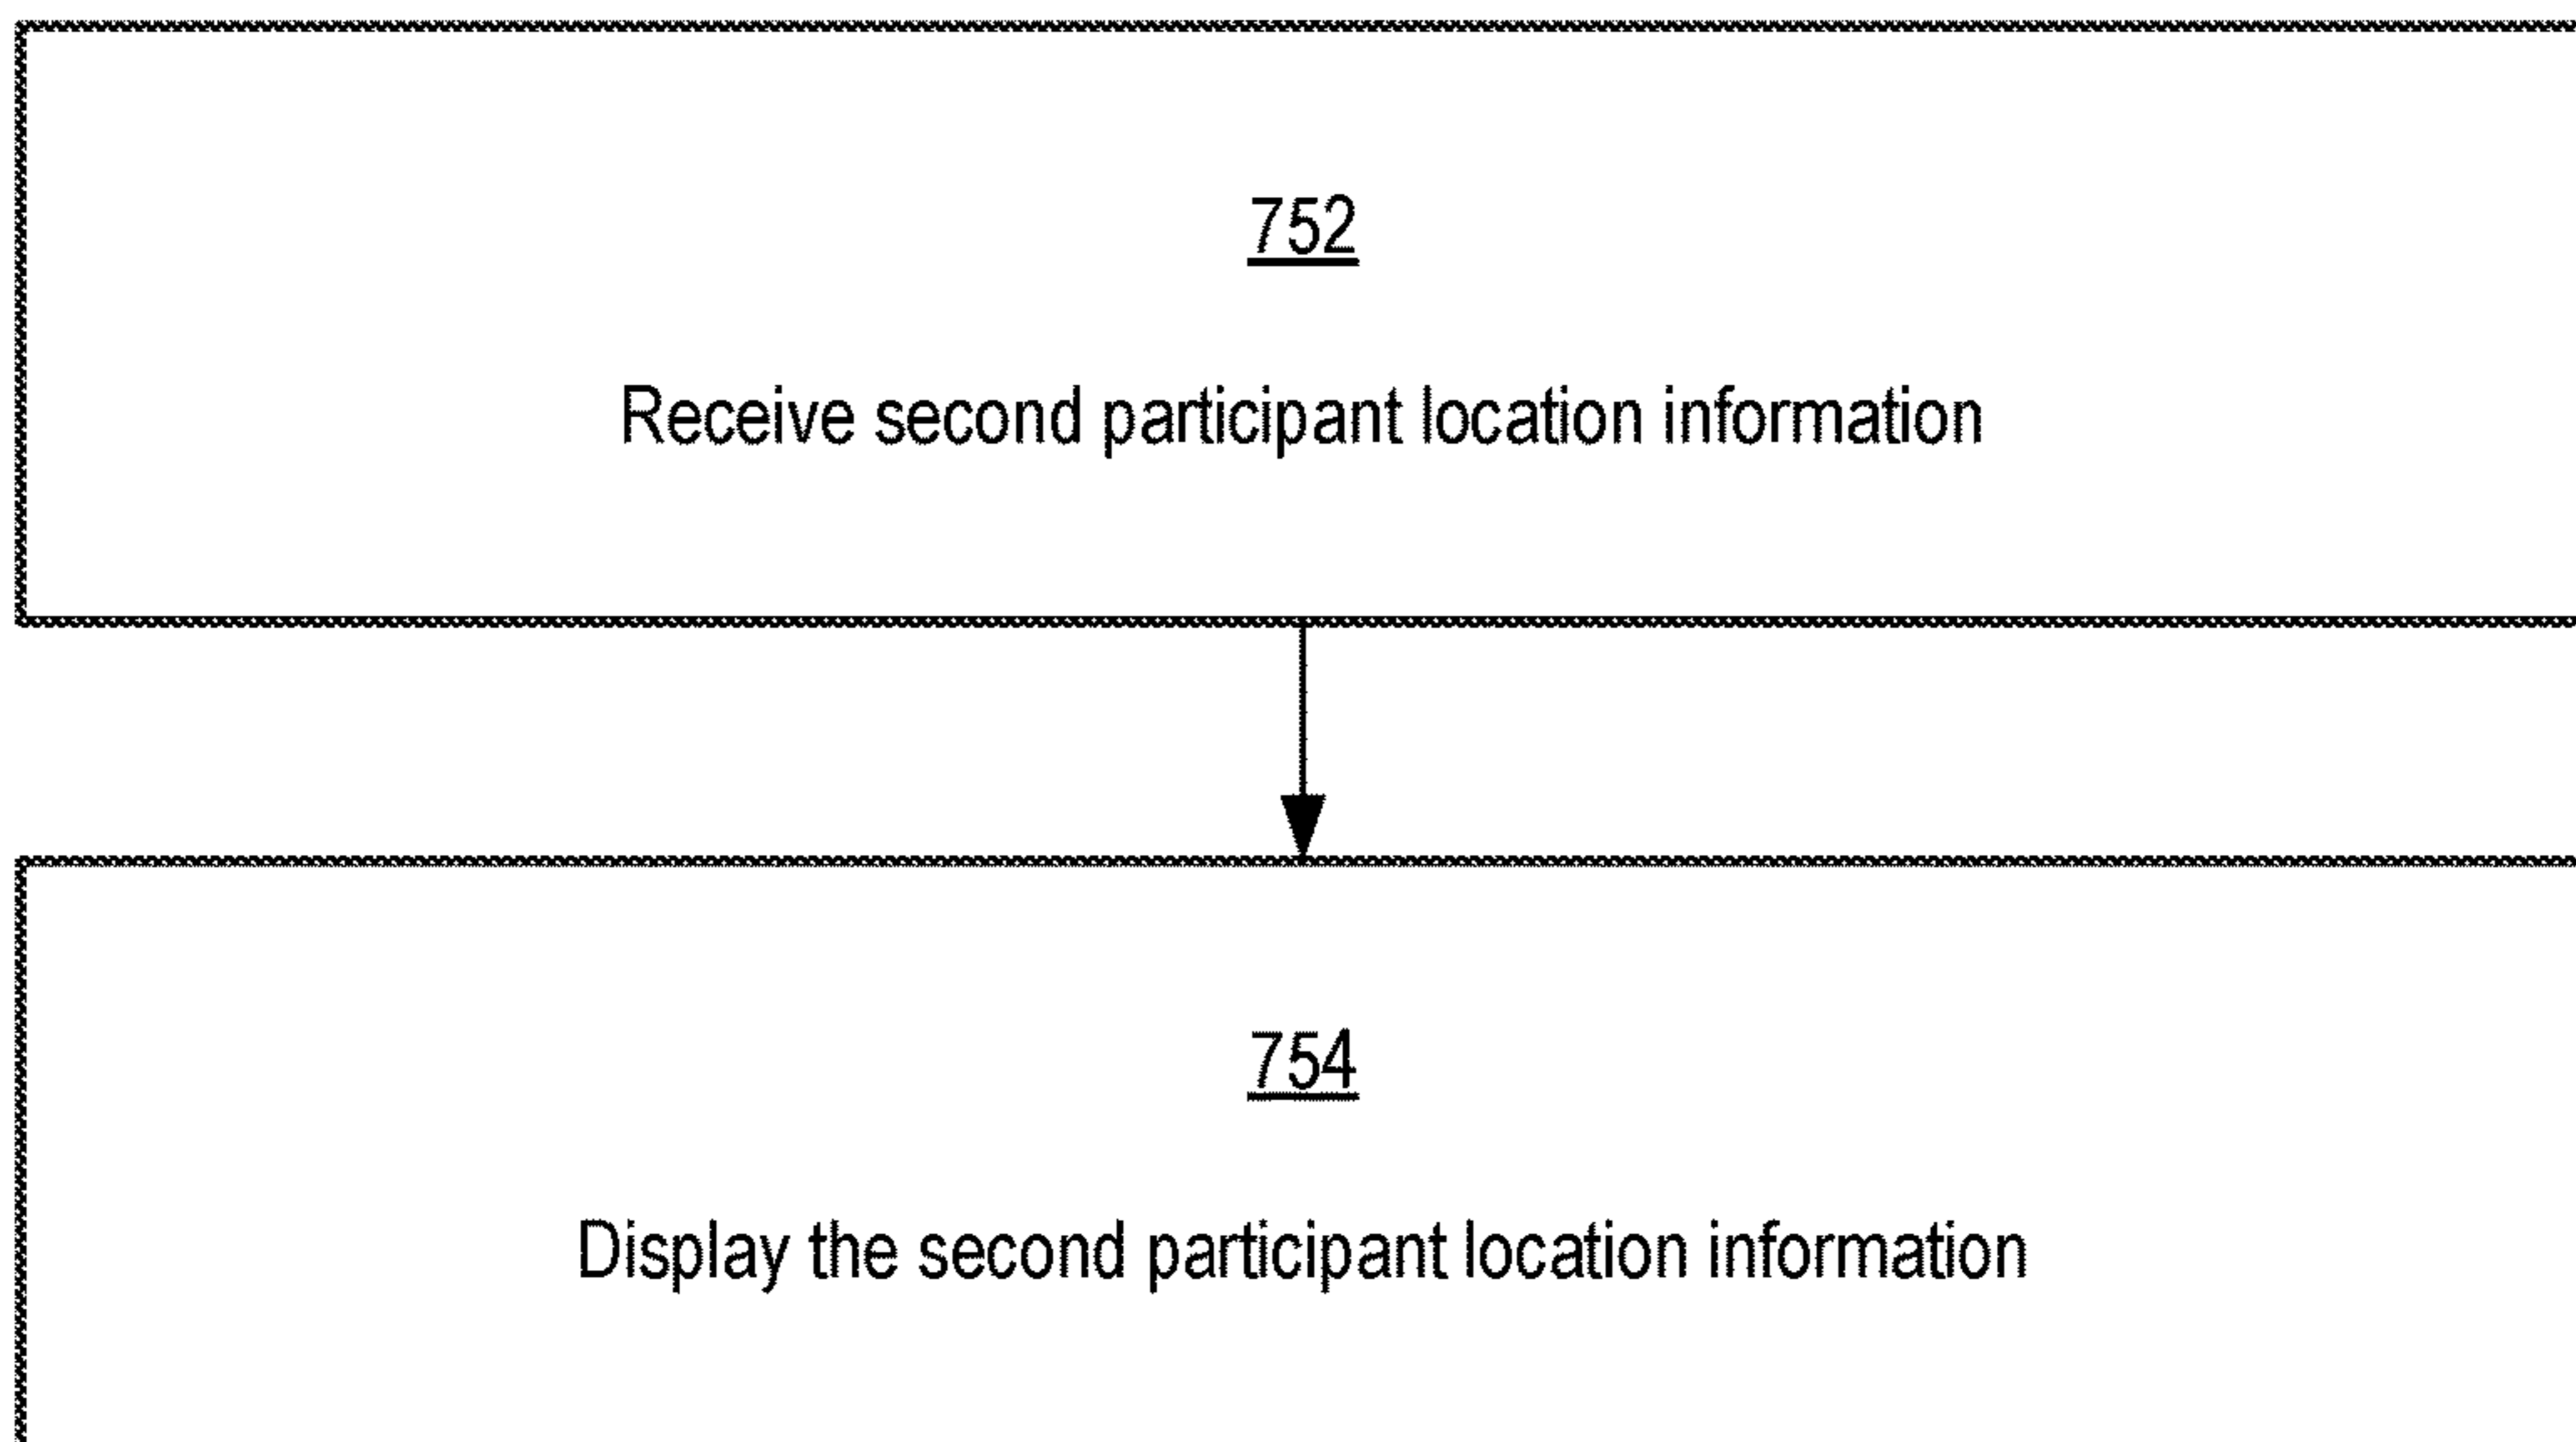 752
Receive second participant location information
754
Display the second participant location information